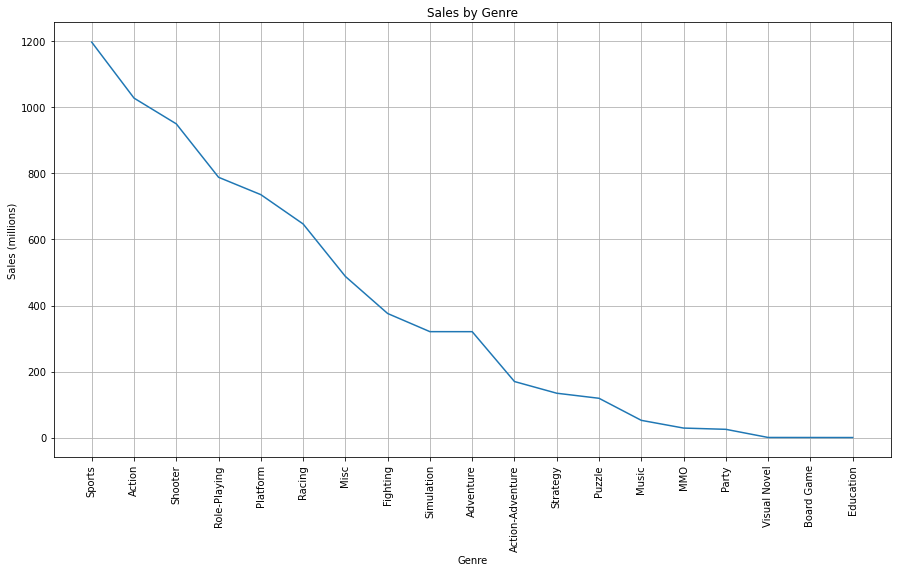 Sales by Genre
Sales (millions)
1200
1000
800
600
400
200
0
Sports
Action
Shooter
Role-Playing
Platform
Racing
Misc
Fighting
Simulation
Adventure
Action-Adventure
Strategy
Puzzle
Music
MMO
Party
Visual Novel
Board Game
Education
Genre